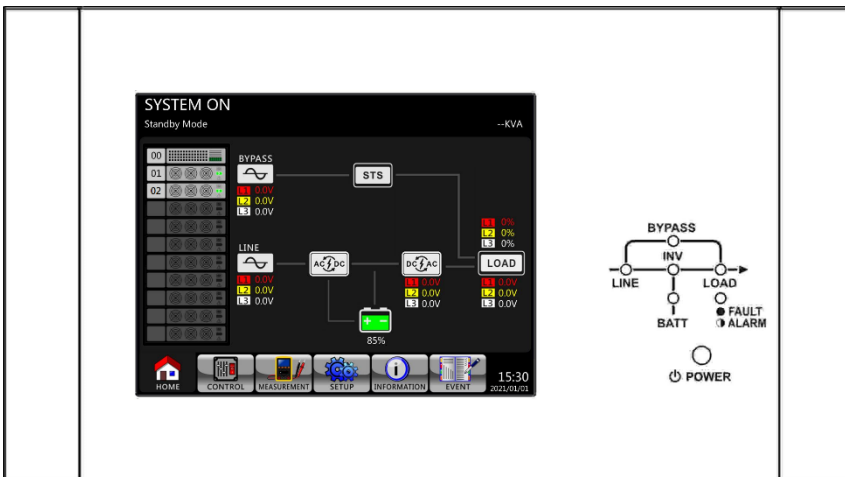 SYSTEM ON
Standby Mode
--KVA
00
01
02
BYPASS
L1 0.0V
L2 0.0V
L3 0.0V
STS
LINE
L1 0.0V
L2 0.0V
L3 0.0V
AC DC
DC AC
L1 0.0V
L2 0.0V
L3 0.0V
L1 0%
L2 0%
L3 0%
LOAD
L1 0.0V
L2 0.0V
L3 0.0V
85%
HOME
CONTROL
MEASUREMENT
SETUP
INFORMATION
EVENT
15:30
2021/01/01
BYPASS
INV
LINE
LOAD
BATT
FAULT
ALARM
POWER